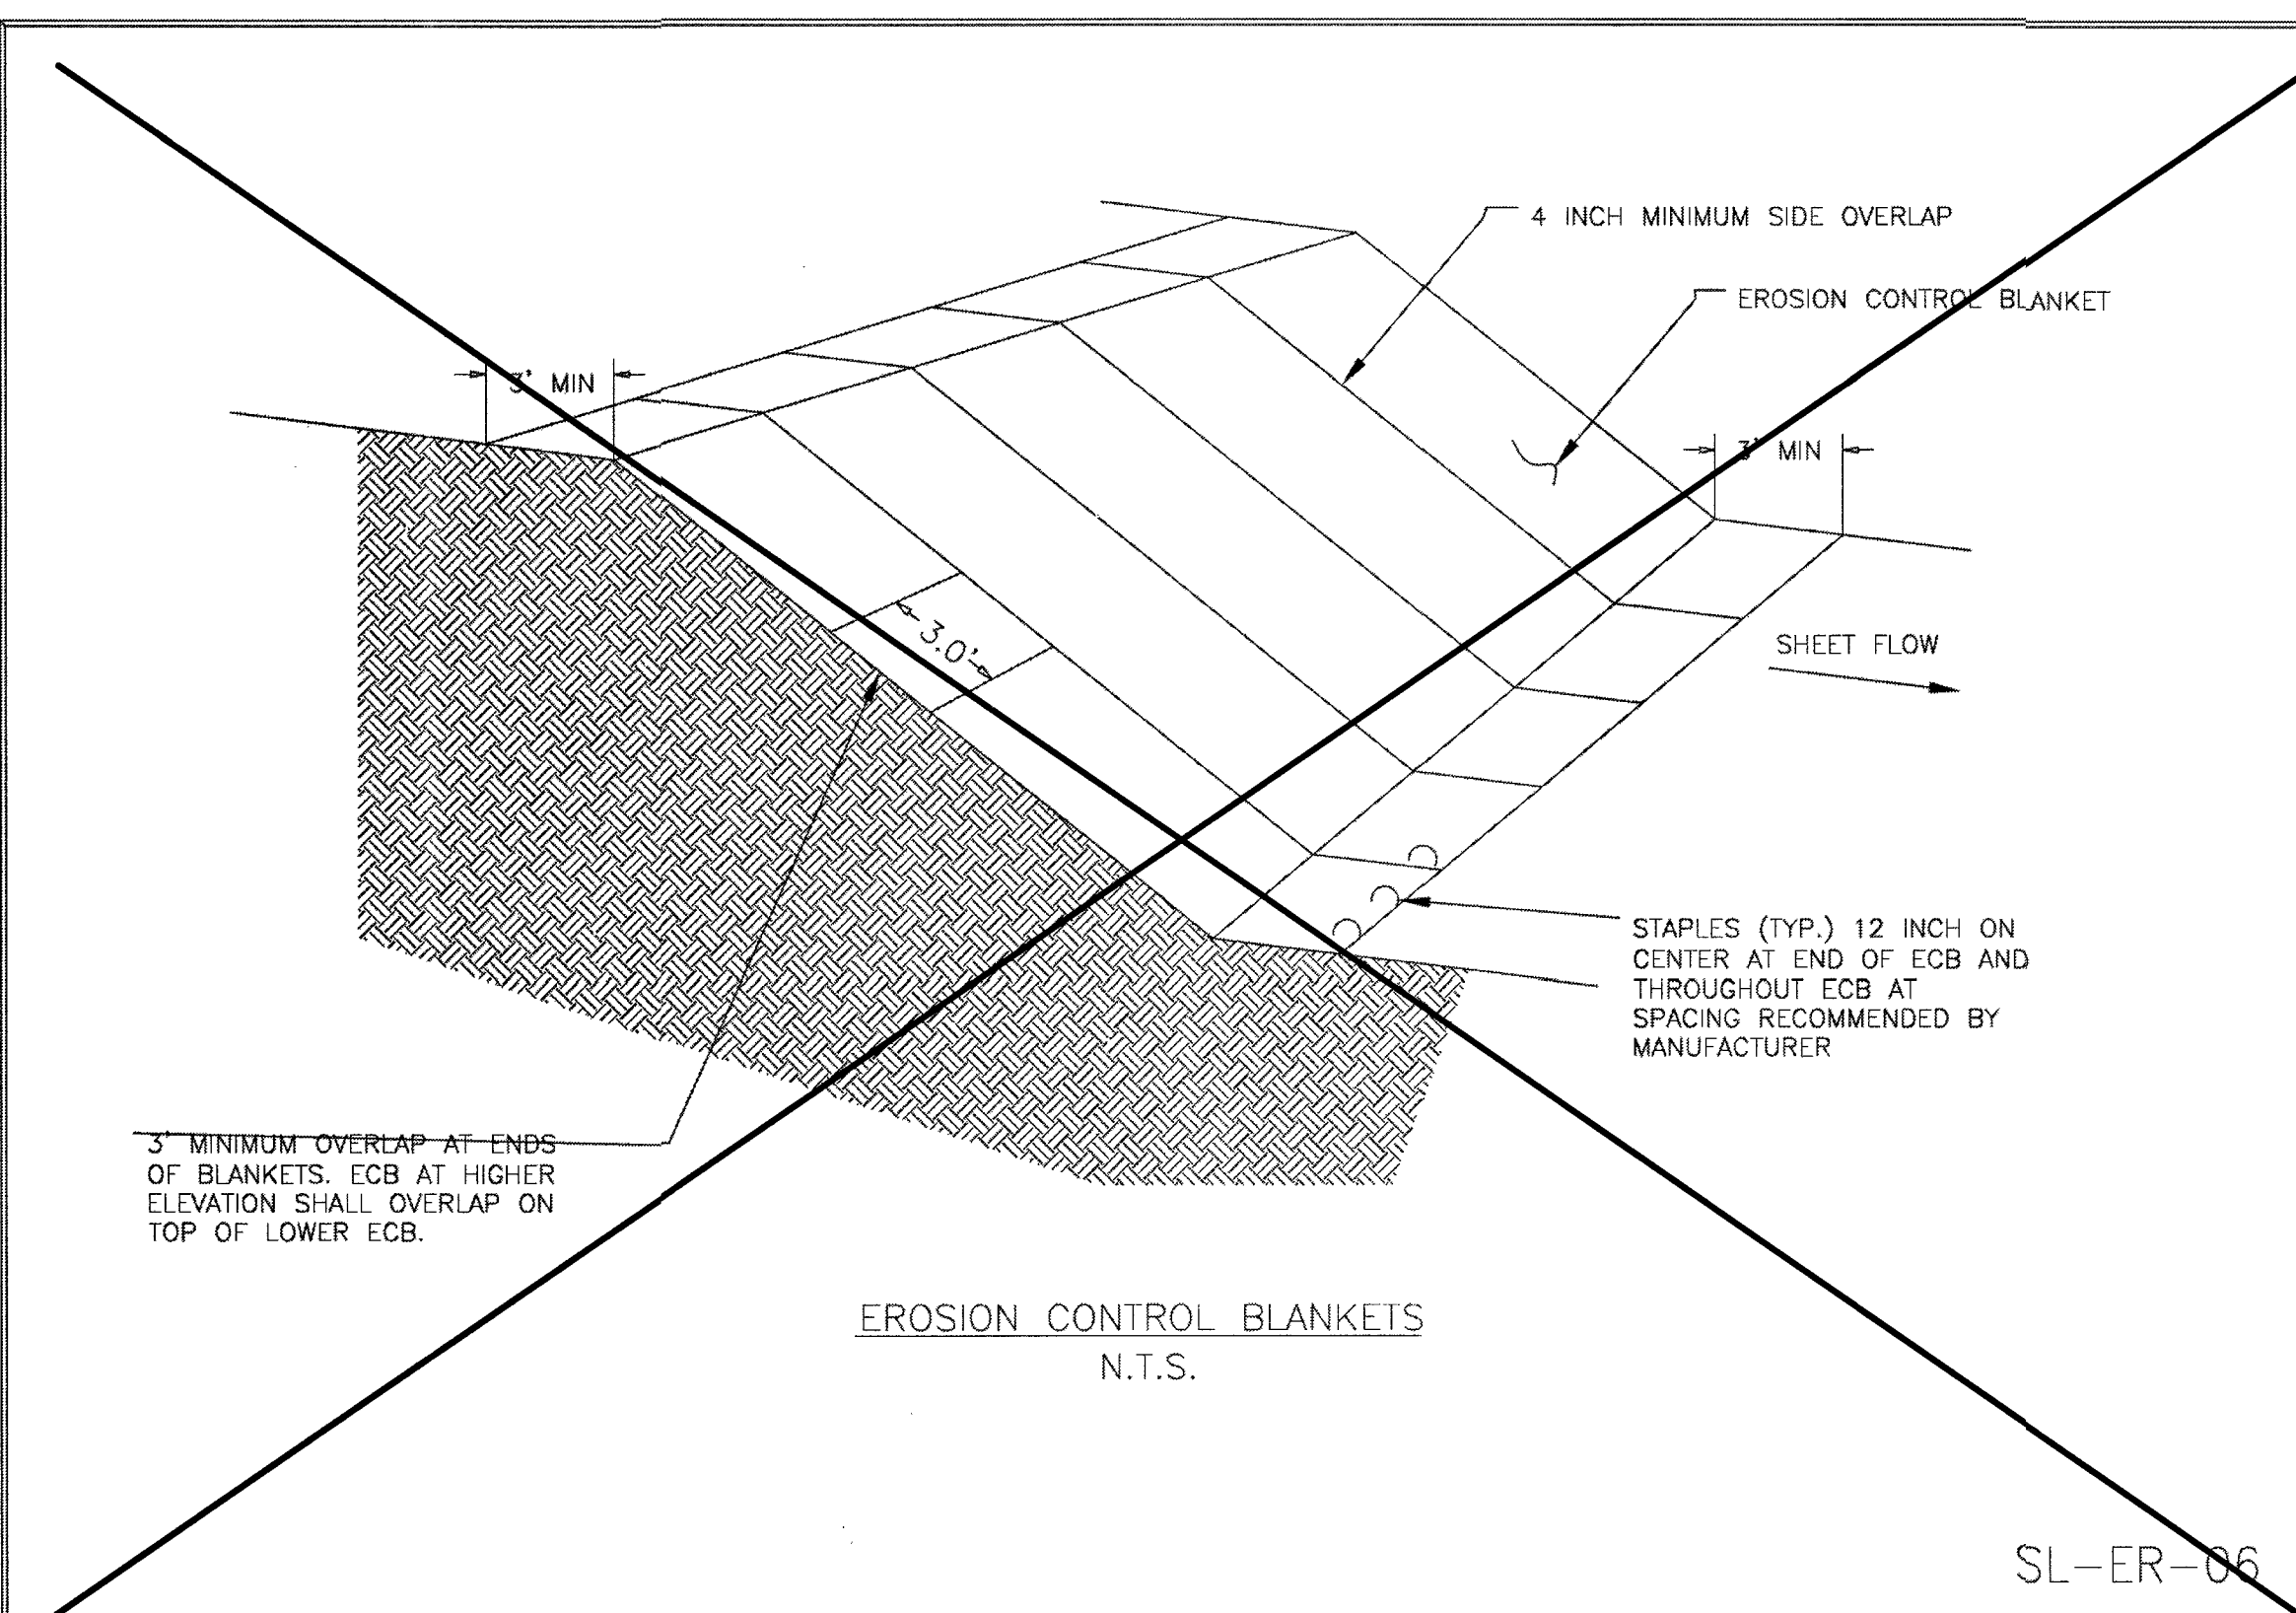 4 INCH MINIMUM SIDE OVERLAP
EROSION CONTROL BLANKET
3' MIN
3' MIN
3.0'
SHEET FLOW
STAPLES (TYP.) 12 INCH ON
CENTER AT END OF ECB AND
THROUGHOUT ECB AT
SPACING RECOMMENDED BY
MANUFACTURER
3' MINIMUM OVERLAP AT ENDS
OF BLANKETS. ECB AT HIGHER
ELEVATION SHALL OVERLAP ON
TOP OF LOWER ECB.
EROSION CONTROL BLANKETS
N.T.S.
SL-ER-06